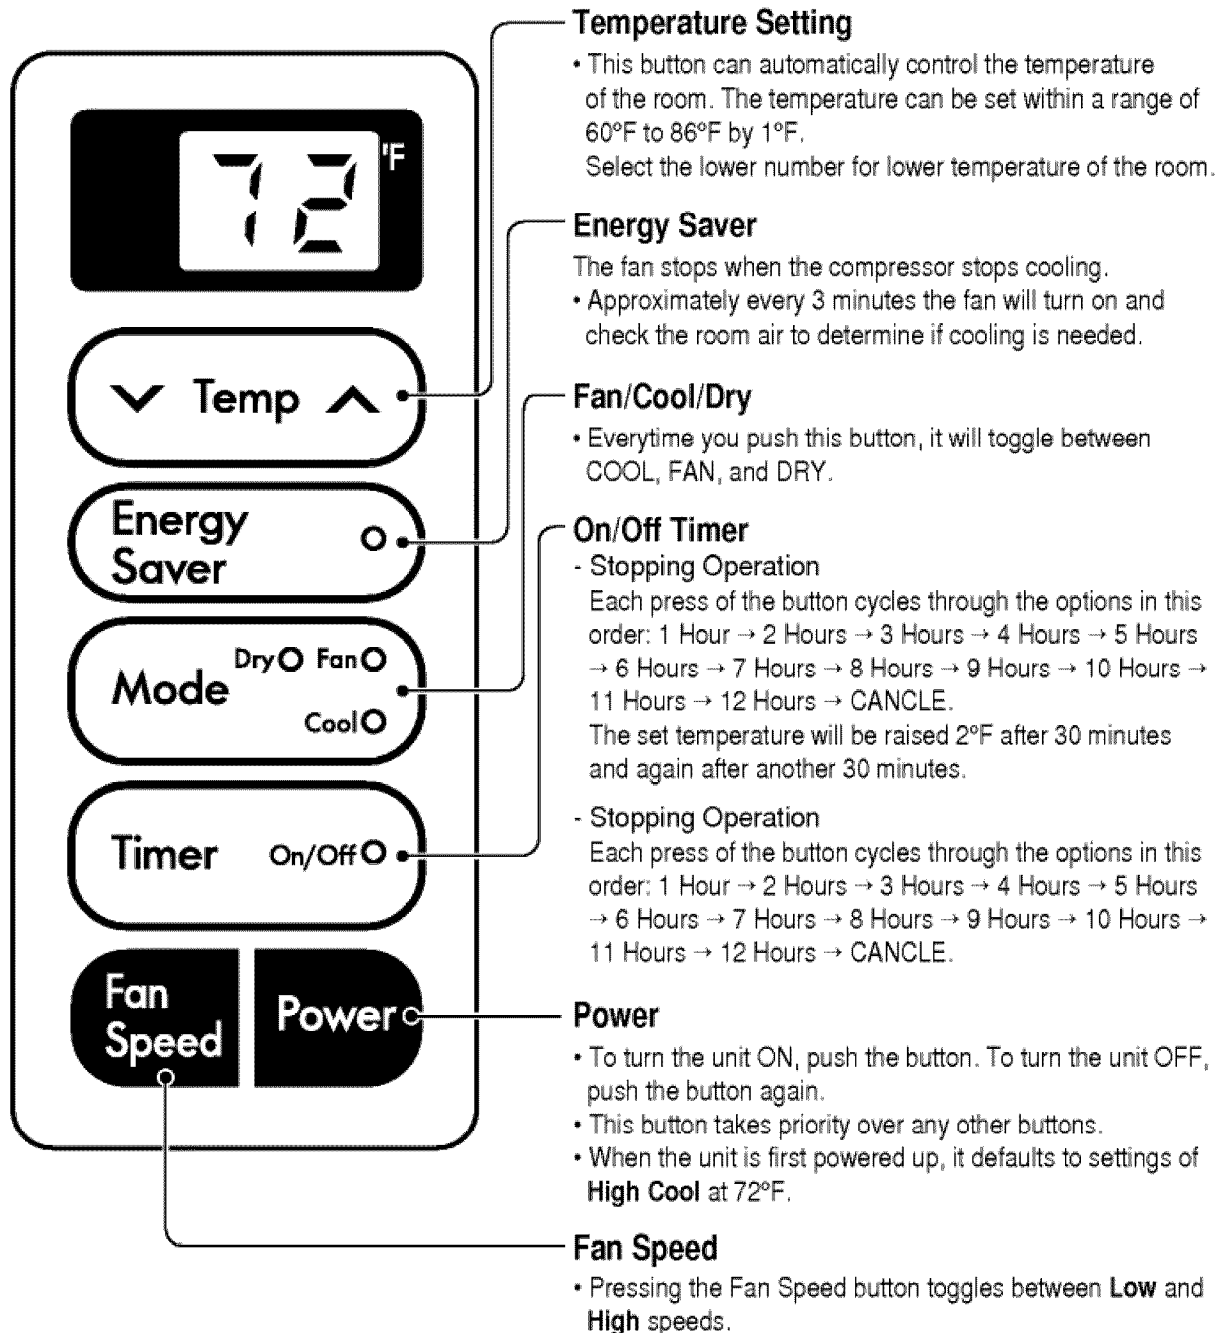 Temperature Setting
• This button can automatically control the temperature
of the room. The temperature can be set within a range of
60°F to 86°F by 1°F.
Select the lower number for lower temperature of the room.
72 °F
Energy Saver
The fan stops when the compressor stops cooling.
• Approximately every 3 minutes the fan will turn on and
check the room air to determine if cooling is needed.
Temp
Fan/Cool/Dry
• Everytime you push this button, it will toggle between
COOL, FAN, and DRY.
Energy
Saver
On/Off Timer
- Stopping Operation
Each press of the button cycles through the options in this
order: 1 Hour → 2 Hours → 3 Hours → 4 Hours → 5 Hours
→ 6 Hours → 7 Hours → 8 Hours → 9 Hours → 10 Hours →
11 Hours → 12 Hours → CANCLE.
The set temperature will be raised 2°F after 30 minutes
and again after another 30 minutes.
Mode
Dry Fan
Cool
- Stopping Operation
Each press of the button cycles through the options in this
order: 1 Hour → 2 Hours → 3 Hours → 4 Hours → 5 Hours
→ 6 Hours → 7 Hours → 8 Hours → 9 Hours → 10 Hours →
11 Hours → 12 Hours → CANCLE.
Timer On/Off
Fan
Speed
Power
Power
• To turn the unit ON, push the button. To turn the unit OFF,
push the button again.
• This button takes priority over any other buttons.
• When the unit is first powered up, it defaults to settings of
High Cool at 72°F.
Fan Speed
• Pressing the Fan Speed button toggles between Low and
High speeds.